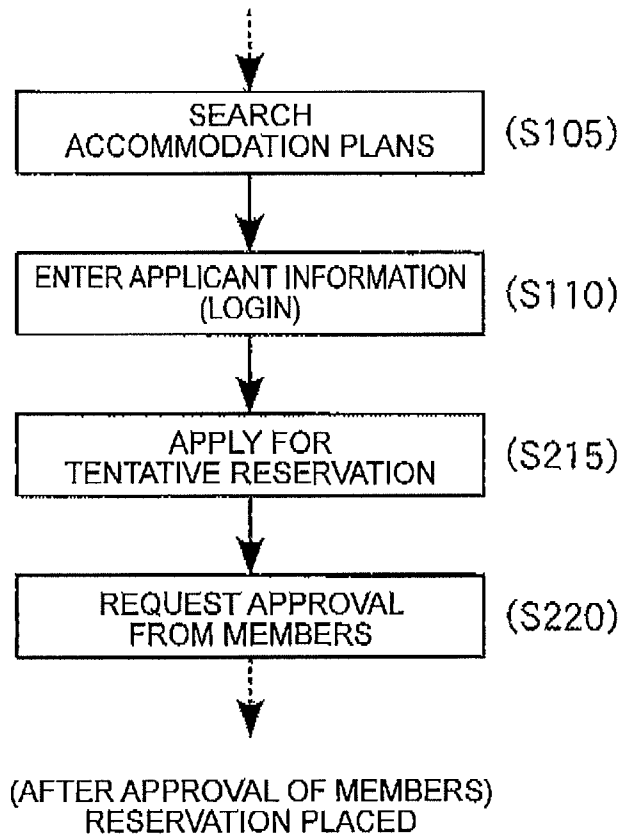 SEARCH
ACCOMMODATION PLANS
(S105)
ENTER APPLICANT INFORMATION
(LOGIN)
(S110)
APPLY FOR
TENTATIVE RESERVATION
(S215)
REQUEST APPROVAL
FROM MEMBERS
(S220)
(AFTER APPROVAL OF MEMBERS)
RESERVATION PLACED